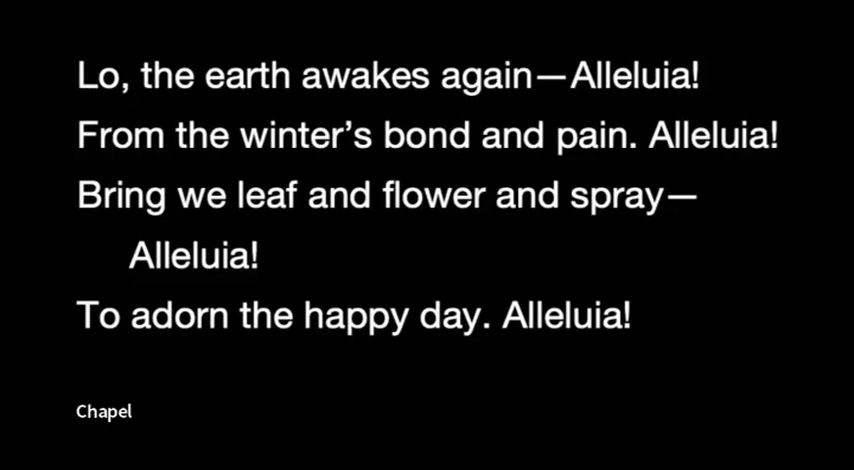 Lo, the earth awakes again—Alleluia!
From the winter’s bond and pain. Alleluia!
Bring we leaf and flower and spray—
Alleluia!
To adorn the happy day. Alleluia!
Chapel